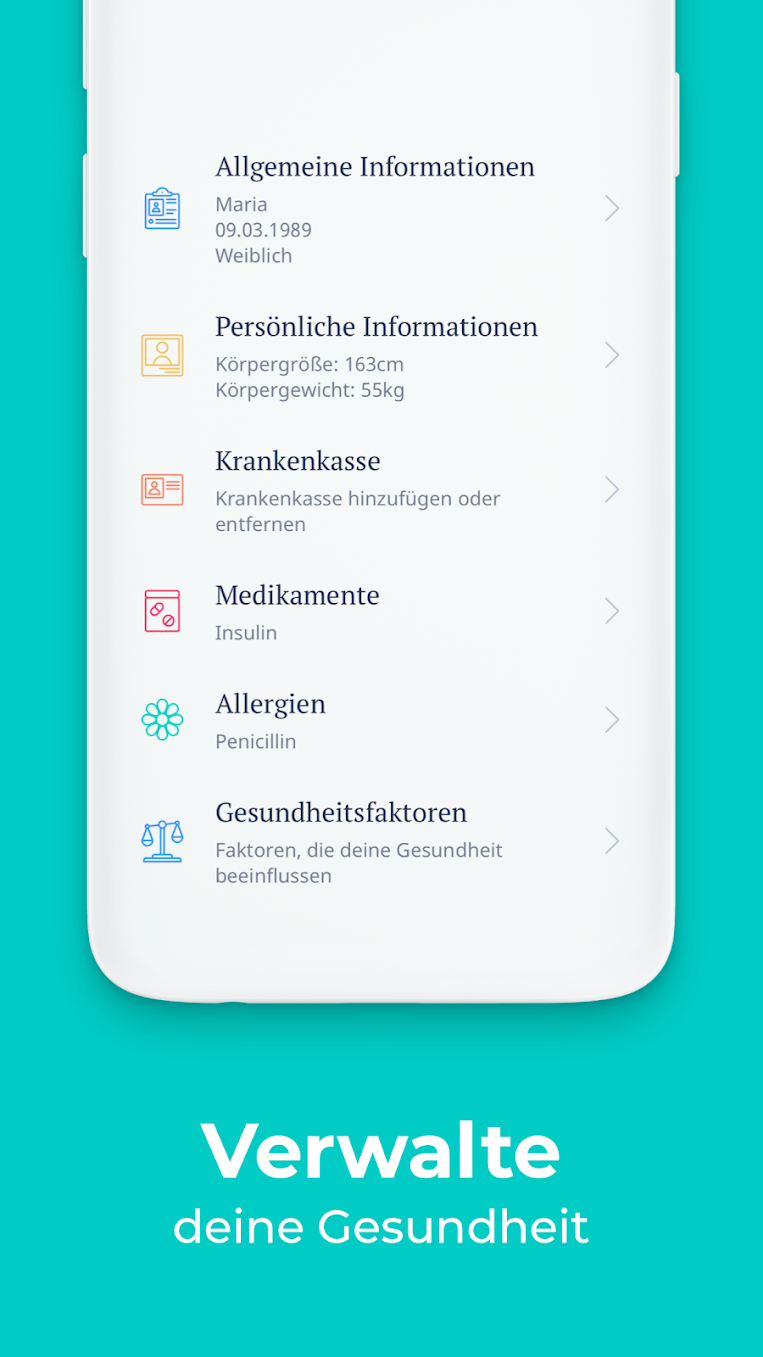 Allgemeine Informationen
Maria
09.03.1989
Weiblich
Persönliche Informationen
Körpergröße: 163cm
Körpergewicht: 55kg
Krankenkasse
Krankenkasse hinzufügen oder
entfernen
Medikamente
Insulin
Allergien
Penicillin
Gesundheitsfaktoren
Faktoren, die deine Gesundheit
beeinflussen
Verwalte
deine Gesundheit